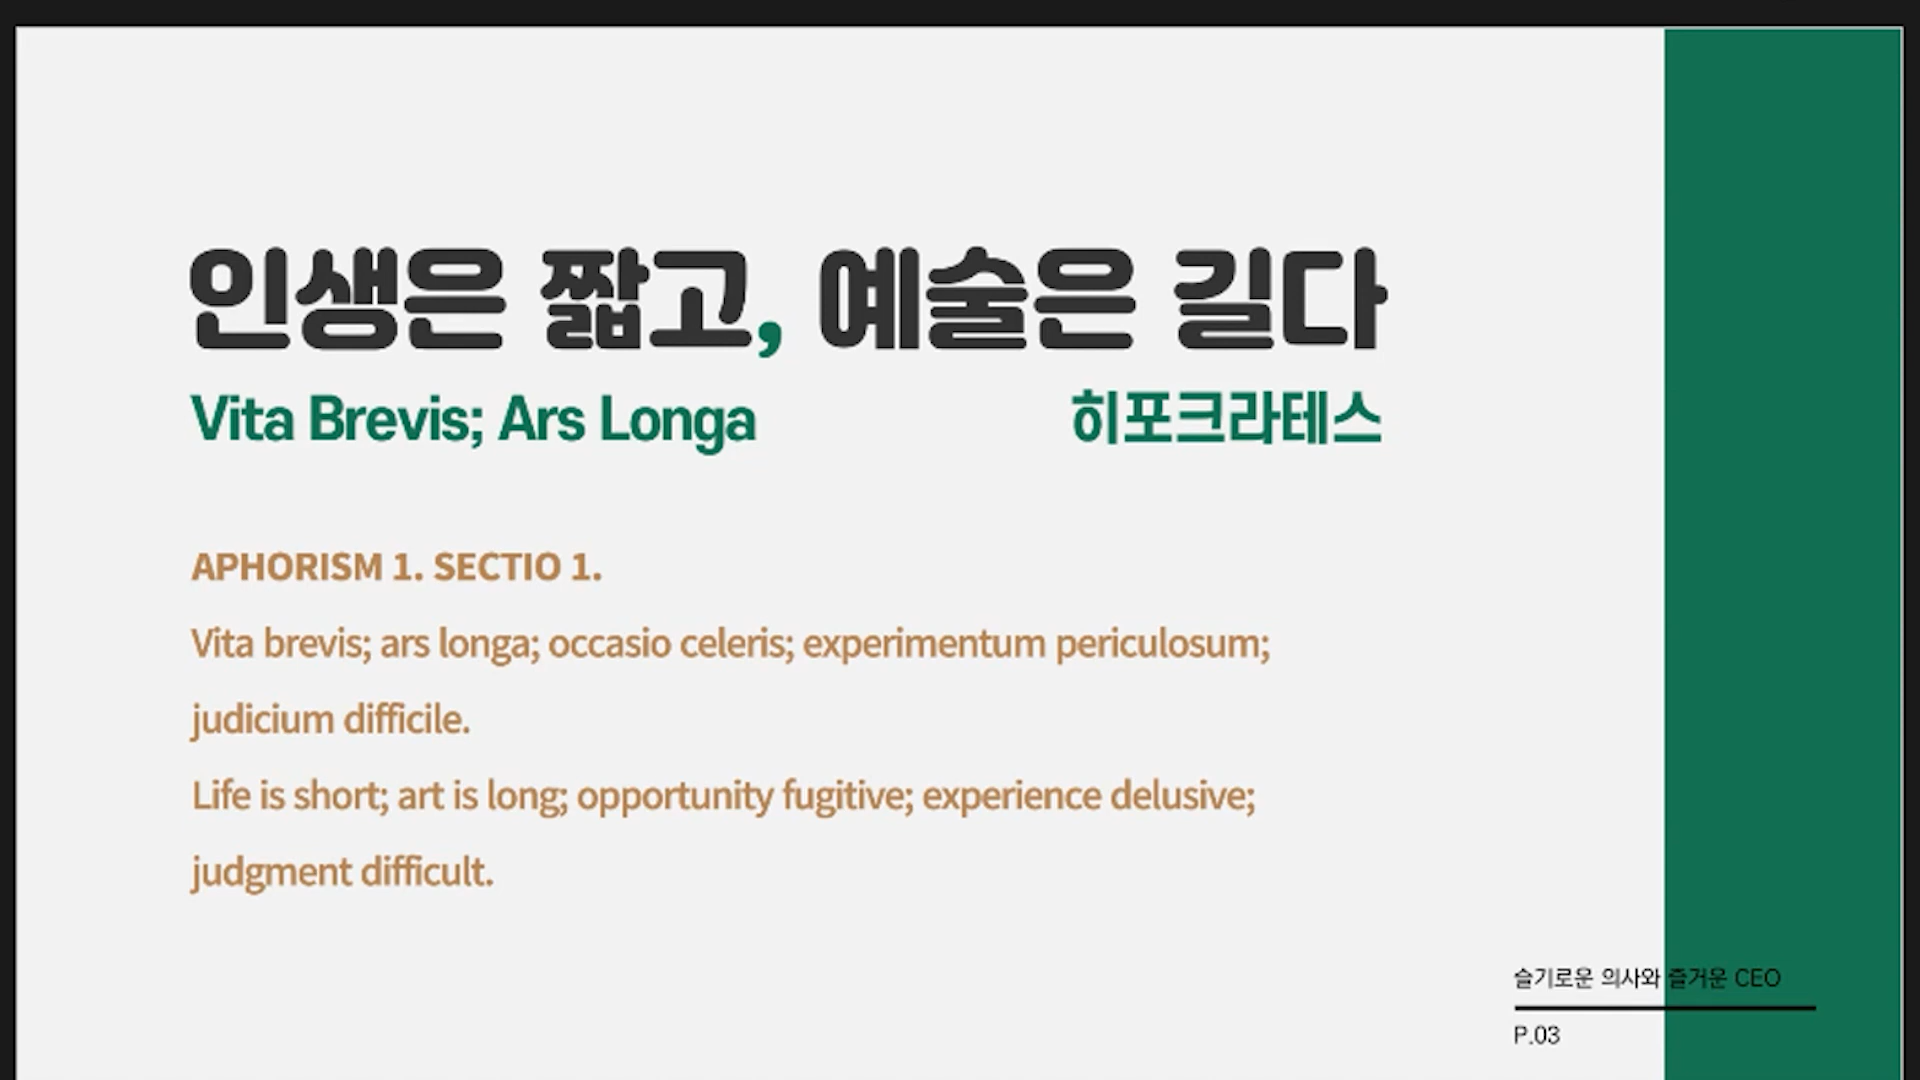 인생은 짧고, 예술은 길다
Vita Brevis; Ars Longa 히포크라테스
APHORISM 1. SECTIO 1.
Vita brevis; ars longa; occasio celeris; experimentum periculosum;
judicium difficile.
Life is short; art is long; opportunity fugitive; experience delusive;
judgment difficult.
슬기로운 의사와 즐거운 CEO
P.03